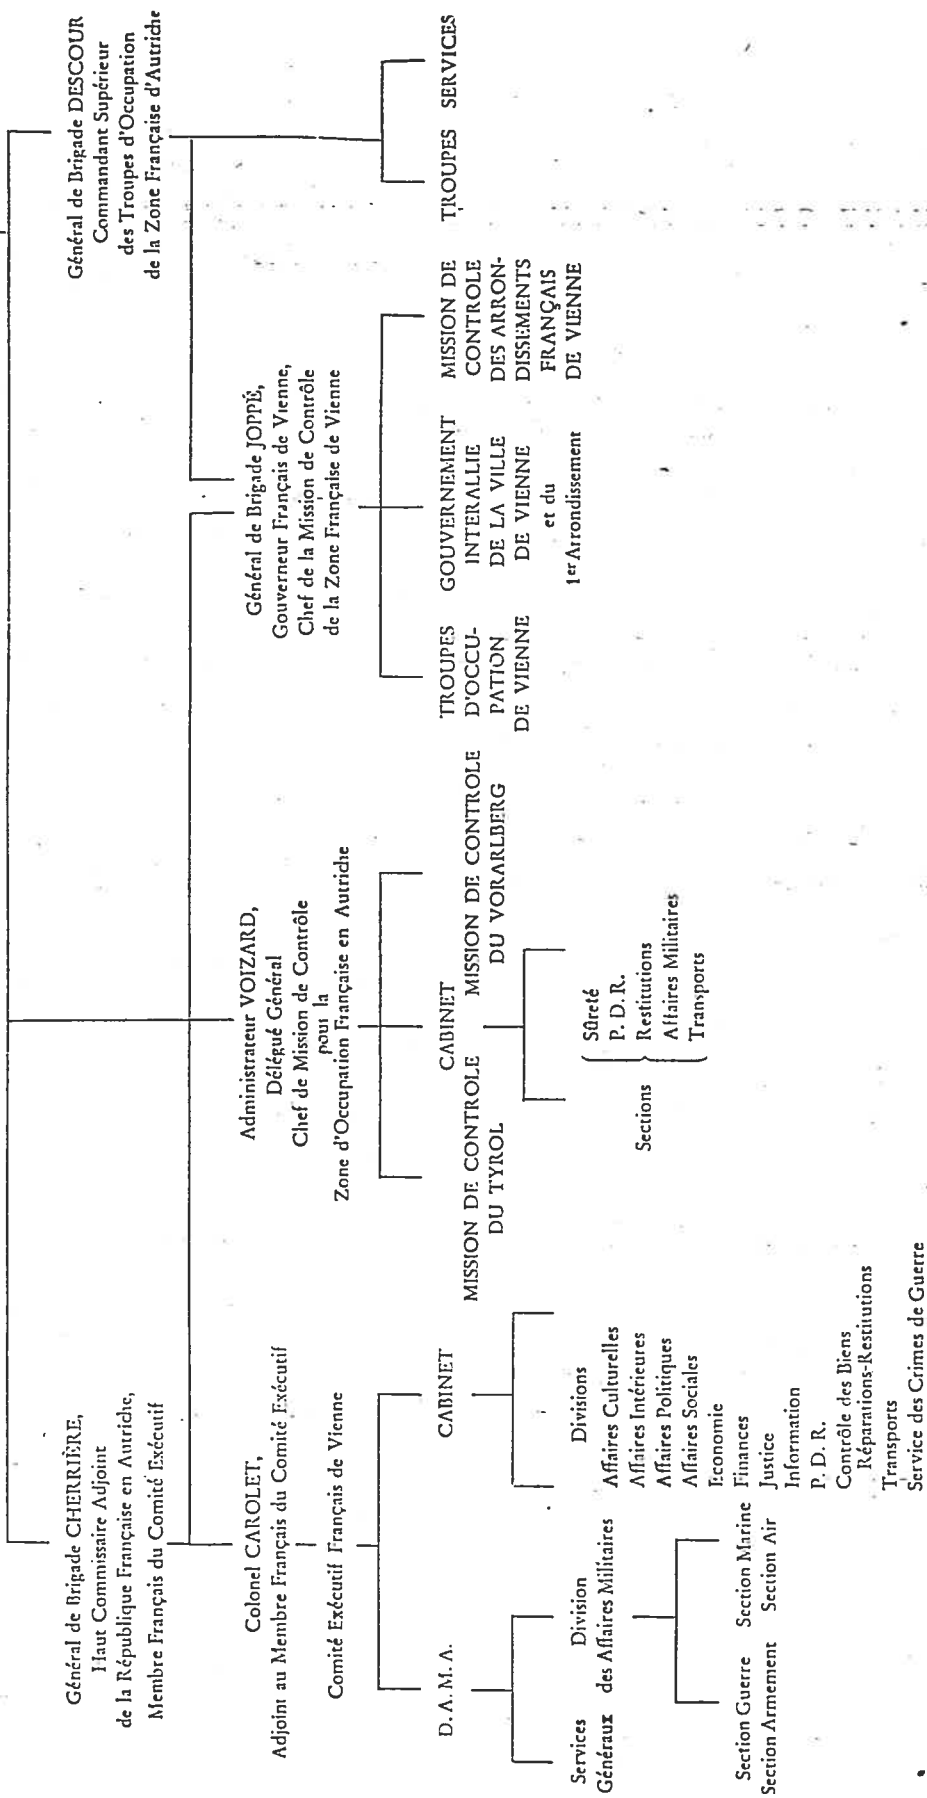 Général de Brigade CHERRIÈRE,
Haut Commissaire Adjoint
de la République Française en Autriche,
Membre Français du Comité Exécutif
Général de Brigade DESCOUR
Commandant Supérieur
des Troupes d'Occupation
de la Zone Française d'Autriche
Colonel CAROLET,
Adjoint au Membre Français du Comité Exécutif
Comité Exécutif Français de Vienne
Administrateur VOIZARD,
Délégué Général
Chef de Mission de Contrôle
pour la
Zone d'Occupation Française en Autriche
Général de Brigade JOPPÉ,
Gouverneur Français de Vienne,
Chef de la Mission de Contrôle
de la Zone Française de Vienne
D.A.M.A.
CABINET
MISSION DE CONTROLE
DU TYROL
CABINET
MISSION DE CONTROLE
DU VORARLBERG
TROUPES
D'OCCU-
PATION
DE VIENNE
GOUVERNEMENT
INTERALLIE
DE LA VILLE
DE VIENNE
et du
1er Arrondissement
MISSION DE
CONTROLE
DES ARRON-
DISSEMENTS
FRANÇAIS
DE VIENNE
TROUPES
SERVICES
Services
Généraux
Division
des Affaires Militaires
Section Guerre
Section Armement
Section Marine
Section Air
Divisions
Affaires Culturelles
Affaires Intérieures
Affaires Politiques
Affaires Sociales
Economie
Finances
Justice
Information
P. D. R.
Contrôle des Biens
Réparations-Restitutions
Transports
Service des Crimes de Guerre
Sections
Sûreté
P. D. R.
Restitutions
Affaires Militaires
Transports